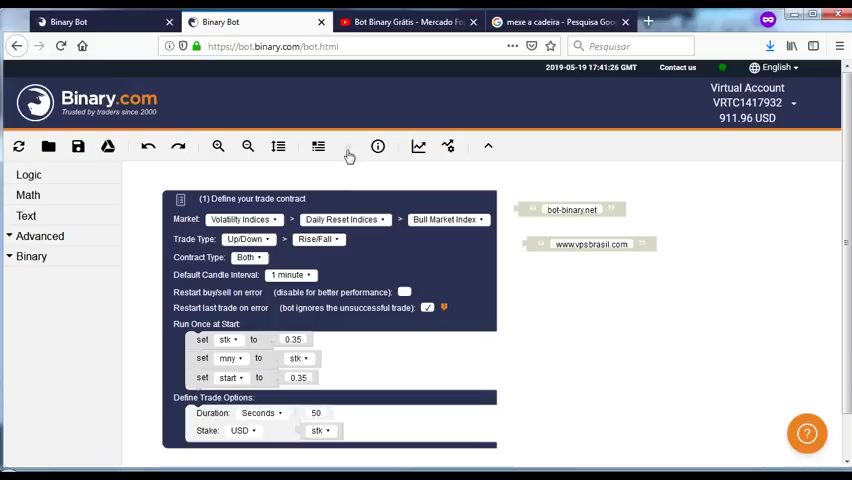 Binary Bot
Binary Bot
Bot Binary Grátis - Mercado Fo
mexe a cadeira - Pesquisa Goo
https://bot.binary.com/bot.html
Pesquisar
2019-05-19 17:41:26 GMT
Contact us
English
Binary.com
Trusted by traders since 2000
Virtual Account
VRTC1417932
911.96 USD
Logic
Math
Text
Advanced
Binary
(1) Define your trade contract
Market: Volatility Indices > Daily Reset Indices > Bull Market Index
Trade Type: Up/Down > Rise/Fall
Contract Type: Both
Default Candle Interval: 1 minute
Restart buy/sell on error (disable for better performance):
Restart last trade on error (bot ignores the unsuccessful trade):
Run Once at Start:
set stk to 0.35
set mny to stk
set start to 0.35
Define Trade Options:
Duration: Seconds 50
Stake: USD stk
“ bot-binary.net ”
“ www.vpsbrasil.com ”